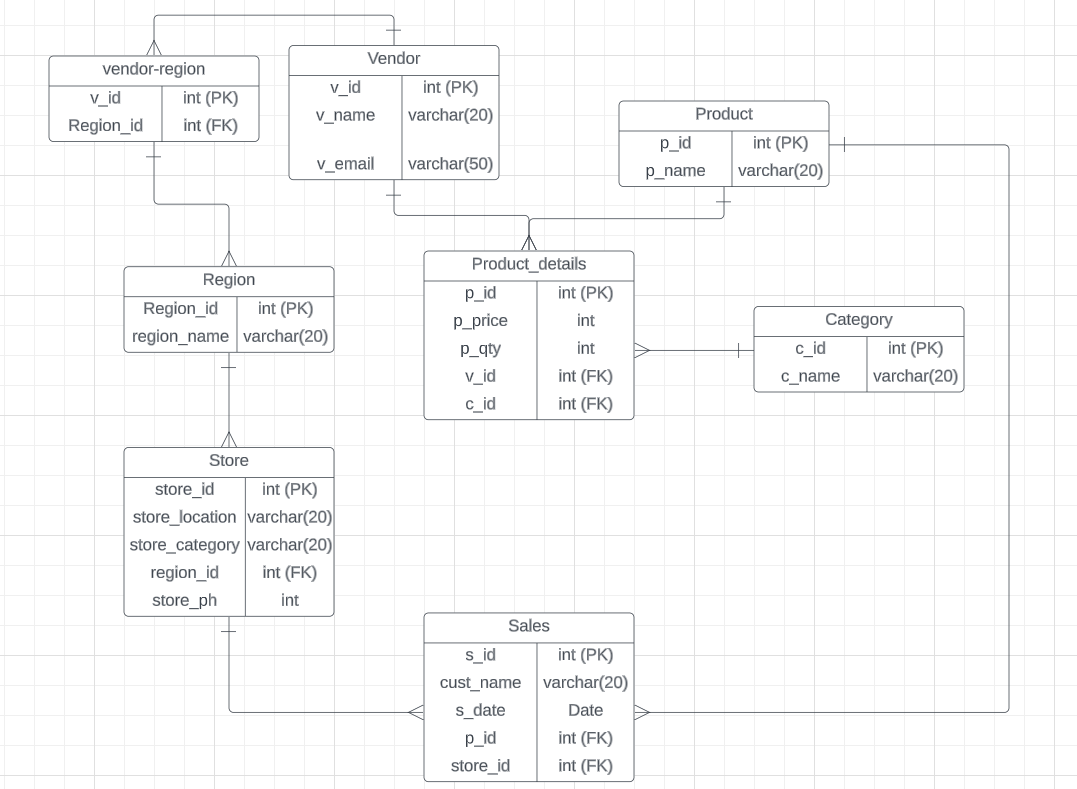 vendor-region
v_id int (PK)
Region_id int (FK)
Vendor
v_id int (PK)
v_name varchar(20)
v_email varchar(50)
Product
p_id int (PK)
p_name varchar(20)
Region
Region_id int (PK)
region_name varchar(20)
Product_details
p_id int (PK)
p_price int
p_qty int
v_id int (FK)
c_id int (FK)
Category
c_id int (PK)
c_name varchar(20)
Store
store_id int (PK)
store_location varchar(20)
store_category varchar(20)
region_id int (FK)
store_ph int
Sales
s_id int (PK)
cust_name varchar(20)
s_date Date
p_id int (FK)
store_id int (FK)